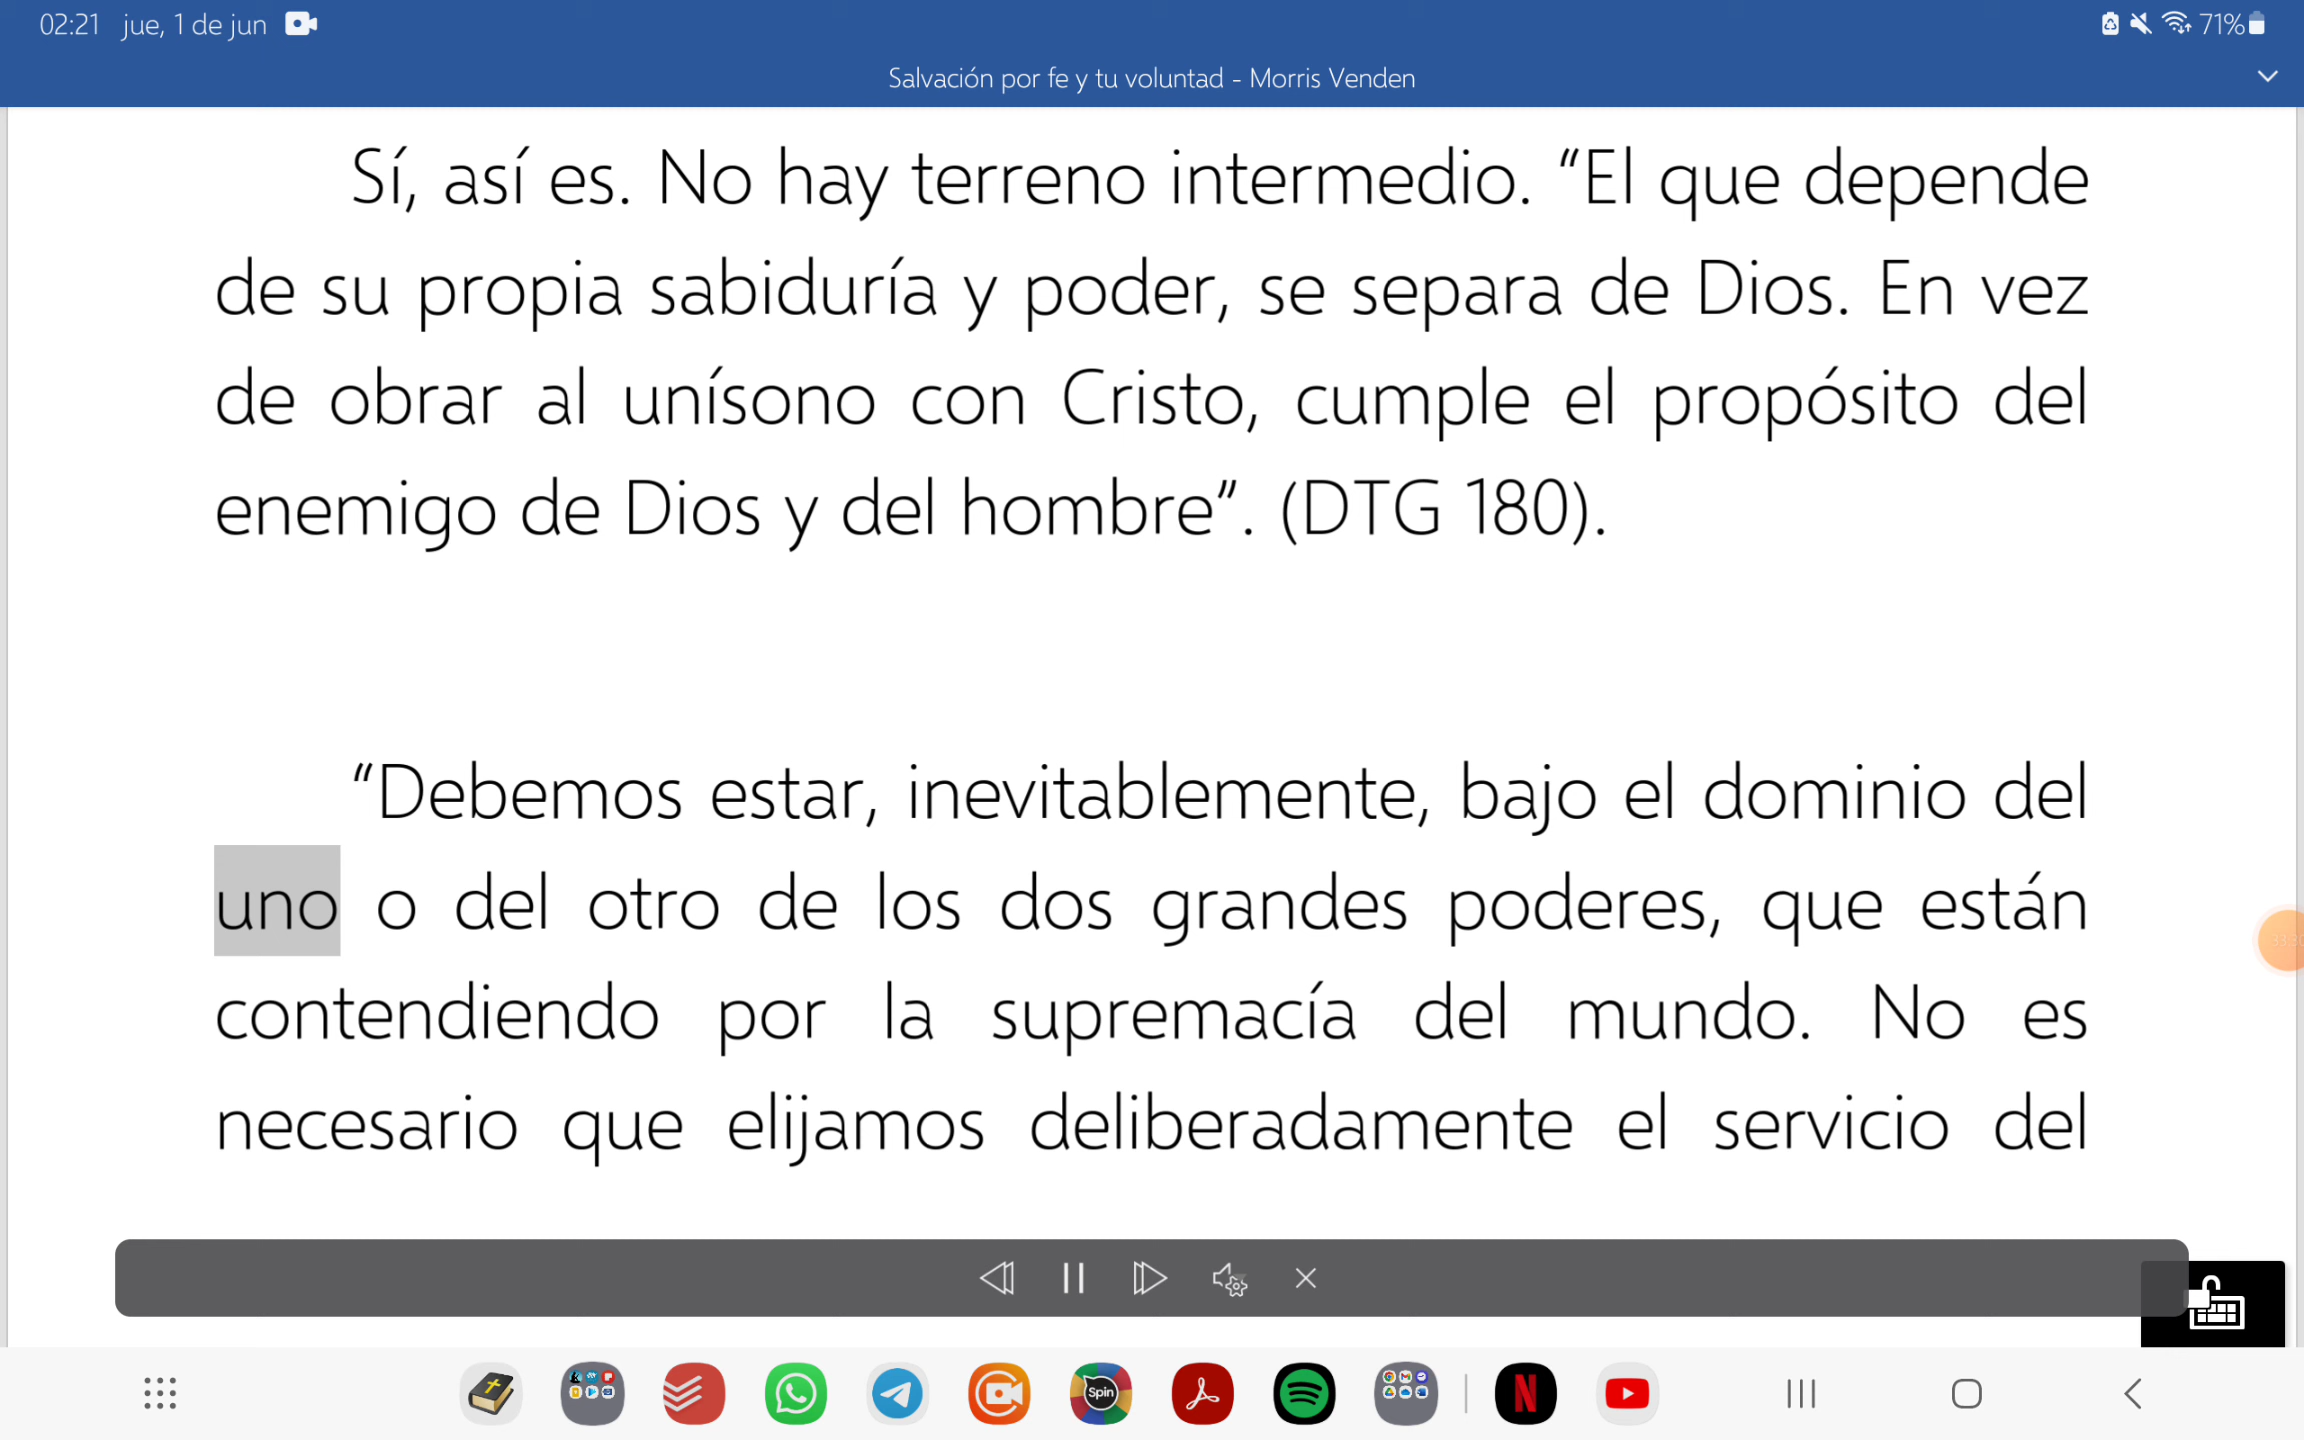 02:21 jue, 1 de jun 71%
Salvación por fe y tu voluntad - Morris Venden
Sí, así es. No hay terreno intermedio. “El que depende
de su propia sabiduría y poder, se separa de Dios. En vez
de obrar al unísono con Cristo, cumple el propósito del
enemigo de Dios y del hombre”. (DTG 180).
“Debemos estar, inevitablemente, bajo el dominio del
uno o del otro de los dos grandes poderes, que están
contendiendo por la supremacía del mundo. No es
necesario que elijamos deliberadamente el servicio del
Spin